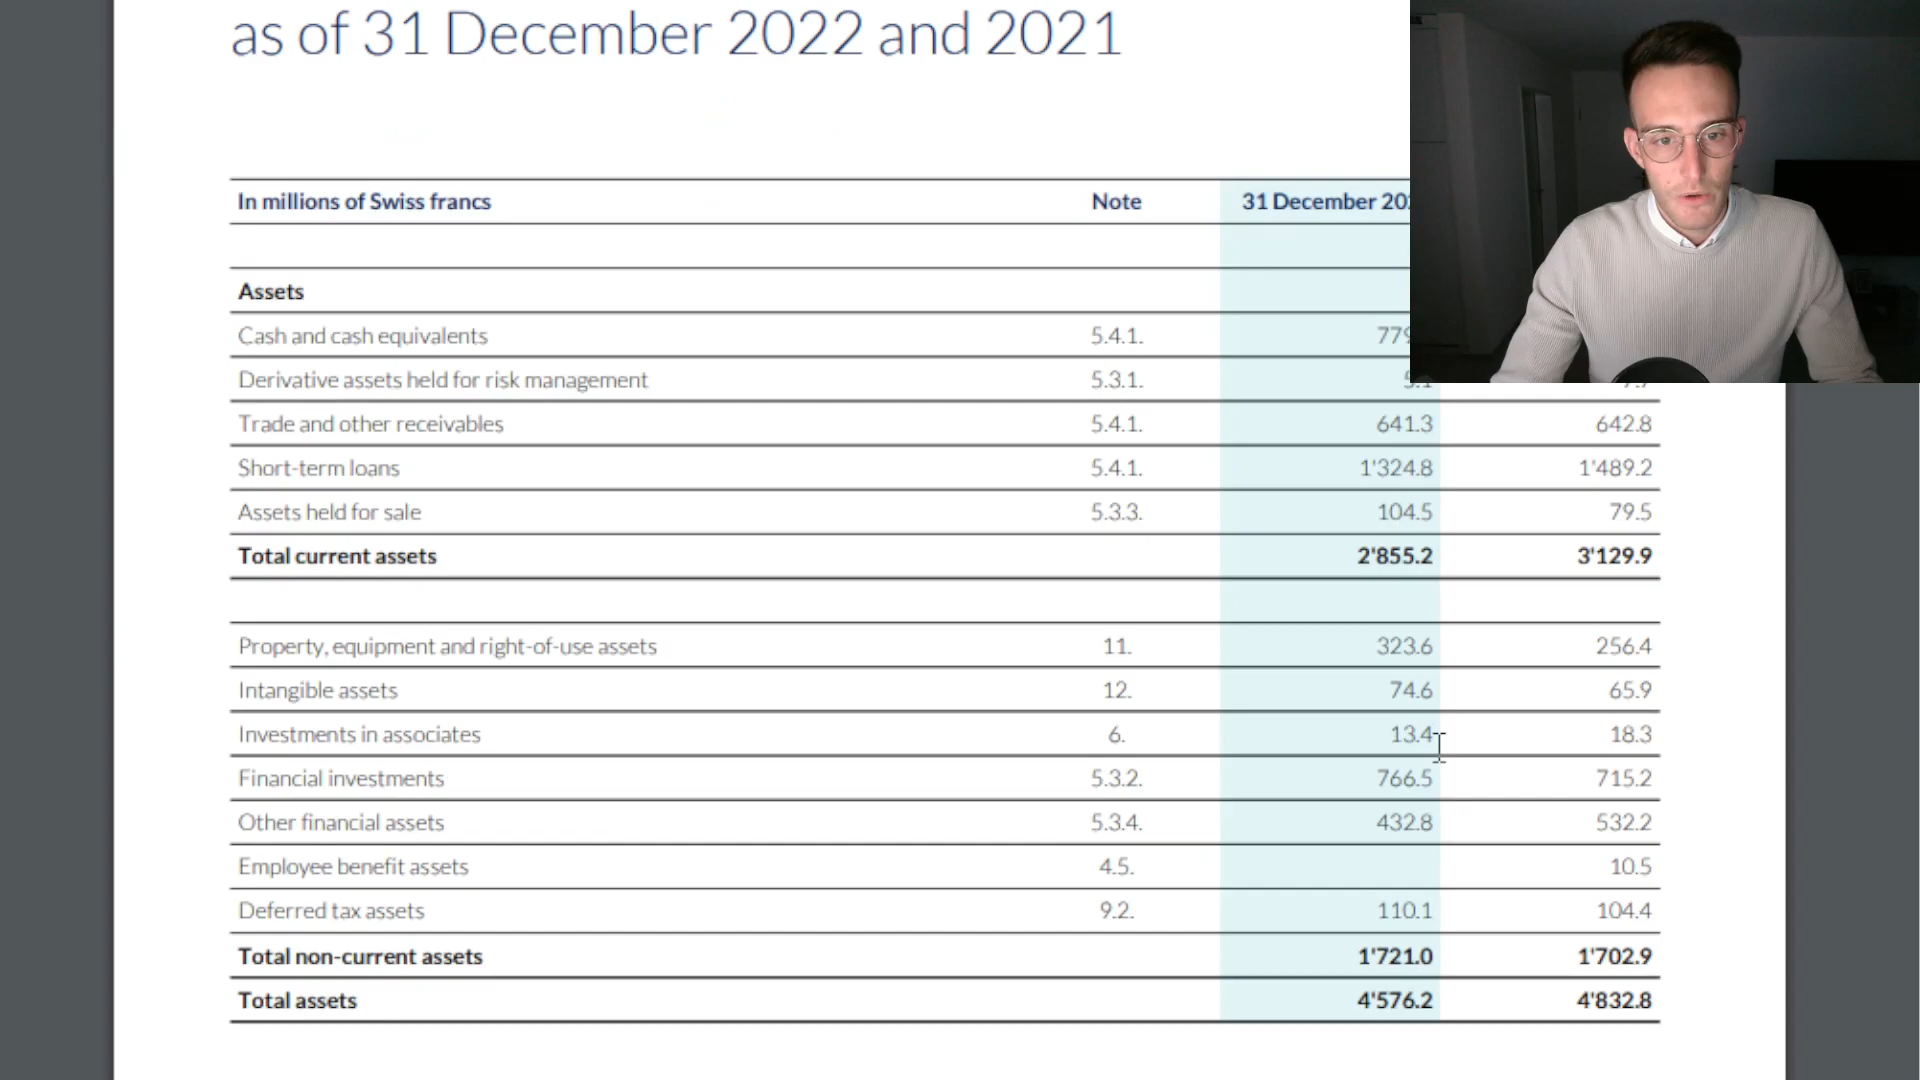 as of 31 December 2022 and 2021
In millions of Swiss francs Note 31 December
Assets
Cash and cash equivalents 5.4.1.
Derivative assets held for risk management 5.3.1.
Trade and other receivables 5.4.1. 641.3 642.8
Short-term loans 5.4.1. 1'324.8 1'489.2
Assets held for sale 5.3.3. 104.5 79.5
Total current assets 2'855.2 3'129.9
Property, equipment and right-of-use assets 11. 323.6 256.4
Intangible assets 12. 74.6 65.9
Investments in associates 6. 13.4 18.3
Financial investments 5.3.2. 766.5 715.2
Other financial assets 5.3.4. 432.8 532.2
Employee benefit assets 4.5. 10.5
Deferred tax assets 9.2. 110.1 104.4
Total non-current assets 1'721.0 1'702.9
Total assets 4'576.2 4'832.8